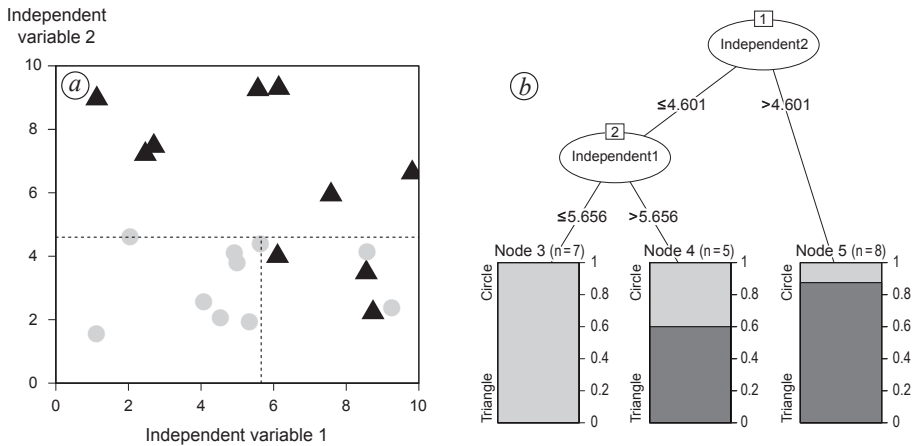 Independent
variable 2
10
8
6
4
2
0
a
0 2 4 6 8 10
Independent variable 1
b
1
Independent2
≤4.601 >4.601
2
Independent1
≤5.656 >5.656
Node 3 (n=7)
Circle
Triangle
1
0.8
0.6
0.4
0.2
0
Node 4 (n=5)
Circle
Triangle
1
0.8
0.6
0.4
0.2
0
Node 5 (n=8)
Circle
Triangle
1
0.8
0.6
0.4
0.2
0